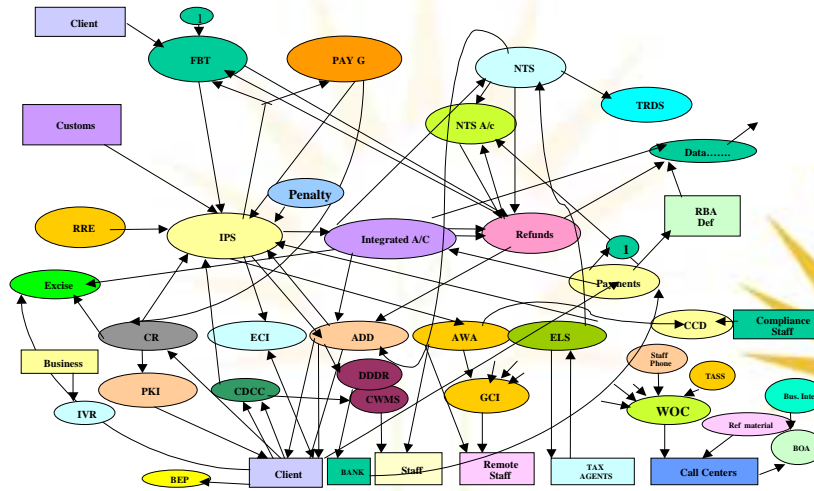 1
Client
FBT
PAY G
NTS
TRDS
NTS A/c
Customs
Data.......
Penalty
RBA
Def
RRE
IPS
Integrated A/C
Refunds
1
Excise
Payments
CCD
Compliance
Staff
CR
ECI
ADD
AWA
ELS
Business
Staff
Phone
DDDR
TASS
PKI
CDCC
CWMS
GCI
Bus. Inte
IVR
WOC
Ref material
BOA
BEP
Client
BANK
Staff
Remote
Staff
TAX
AGENTS
Call Centers